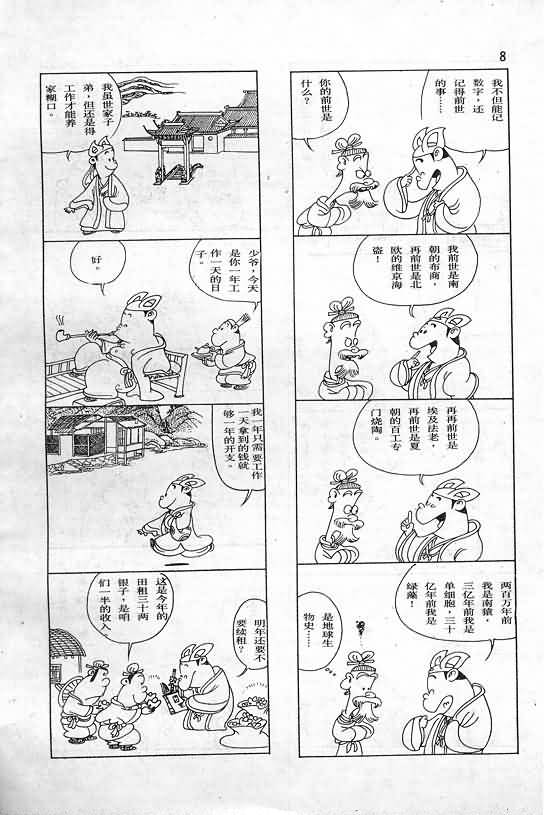 8
我不但能记
数字，还
记得前世
的事……
你的前世是
什么？
我前世是南
朝的布商，
再前世是北
欧的维京海
盗！
再再前世是
埃及法老，
再前世是夏
朝的百工专
门烧陶。
两百万年前
我是南猿，
三亿年前我是
单细胞，三十
亿年前我是
绿藻！
是地球生
物史……
我虽世家子
弟，但还是得
工作才能养
家糊口。
少爷，今天
是你一年工
作一天的日
子。
好。
我一年只需要工作
一天拿到的钱就
够一年的开支。
明年还要不
要续租？
这是今年的
田租三十两
银子，是咱
们一半的收入